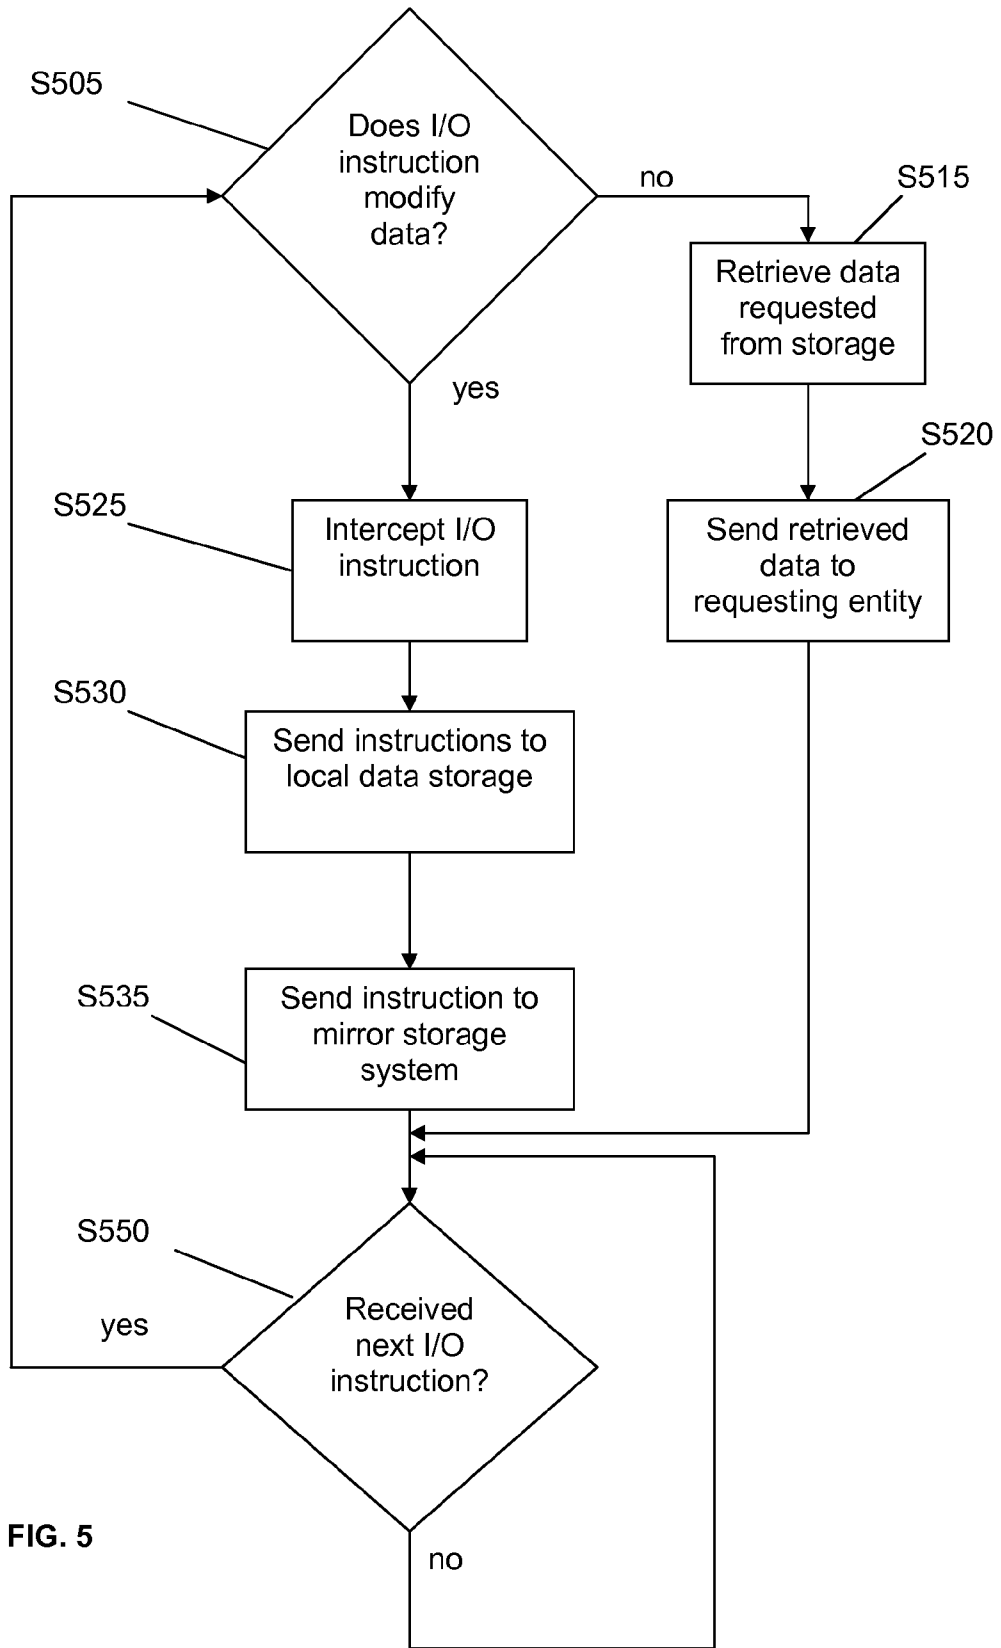 S505
Does I/O
instruction
modify
data?
no
S515
Retrieve data
requested
from storage
yes
S520
S525
Intercept I/O
instruction
Send retrieved
data to
requesting entity
S530
Send instructions to
local data storage
S535
Send instruction to
mirror storage
system
S550
yes
Received
next I/O
instruction?
FIG. 5
no